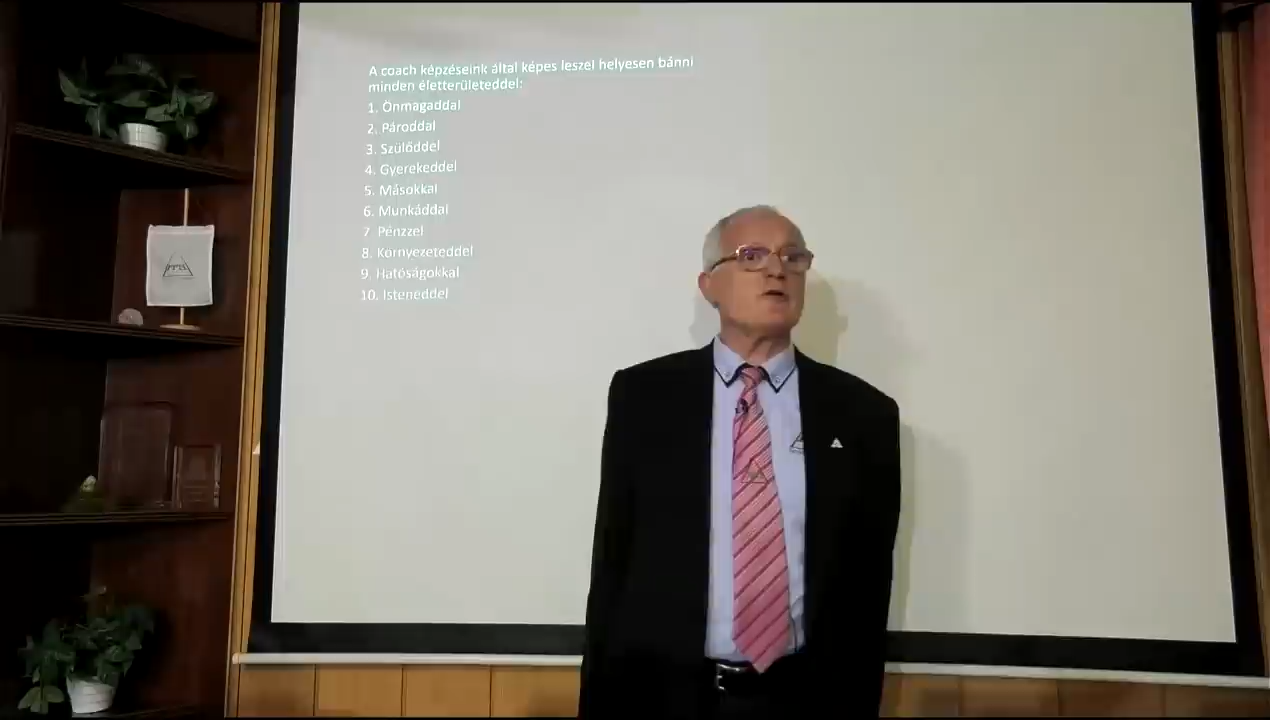 A coach képzéseink által képes leszel helyesen bánni
minden életterületeddel:
1. Önmagaddal
2. Pároddal
3. Szülőddel
4. Gyerekeddel
5. Másokkal
6. Munkáddal
7 Pénzzel
8. Környezeteddel
9. Hatóságokkal
10. Isteneddel